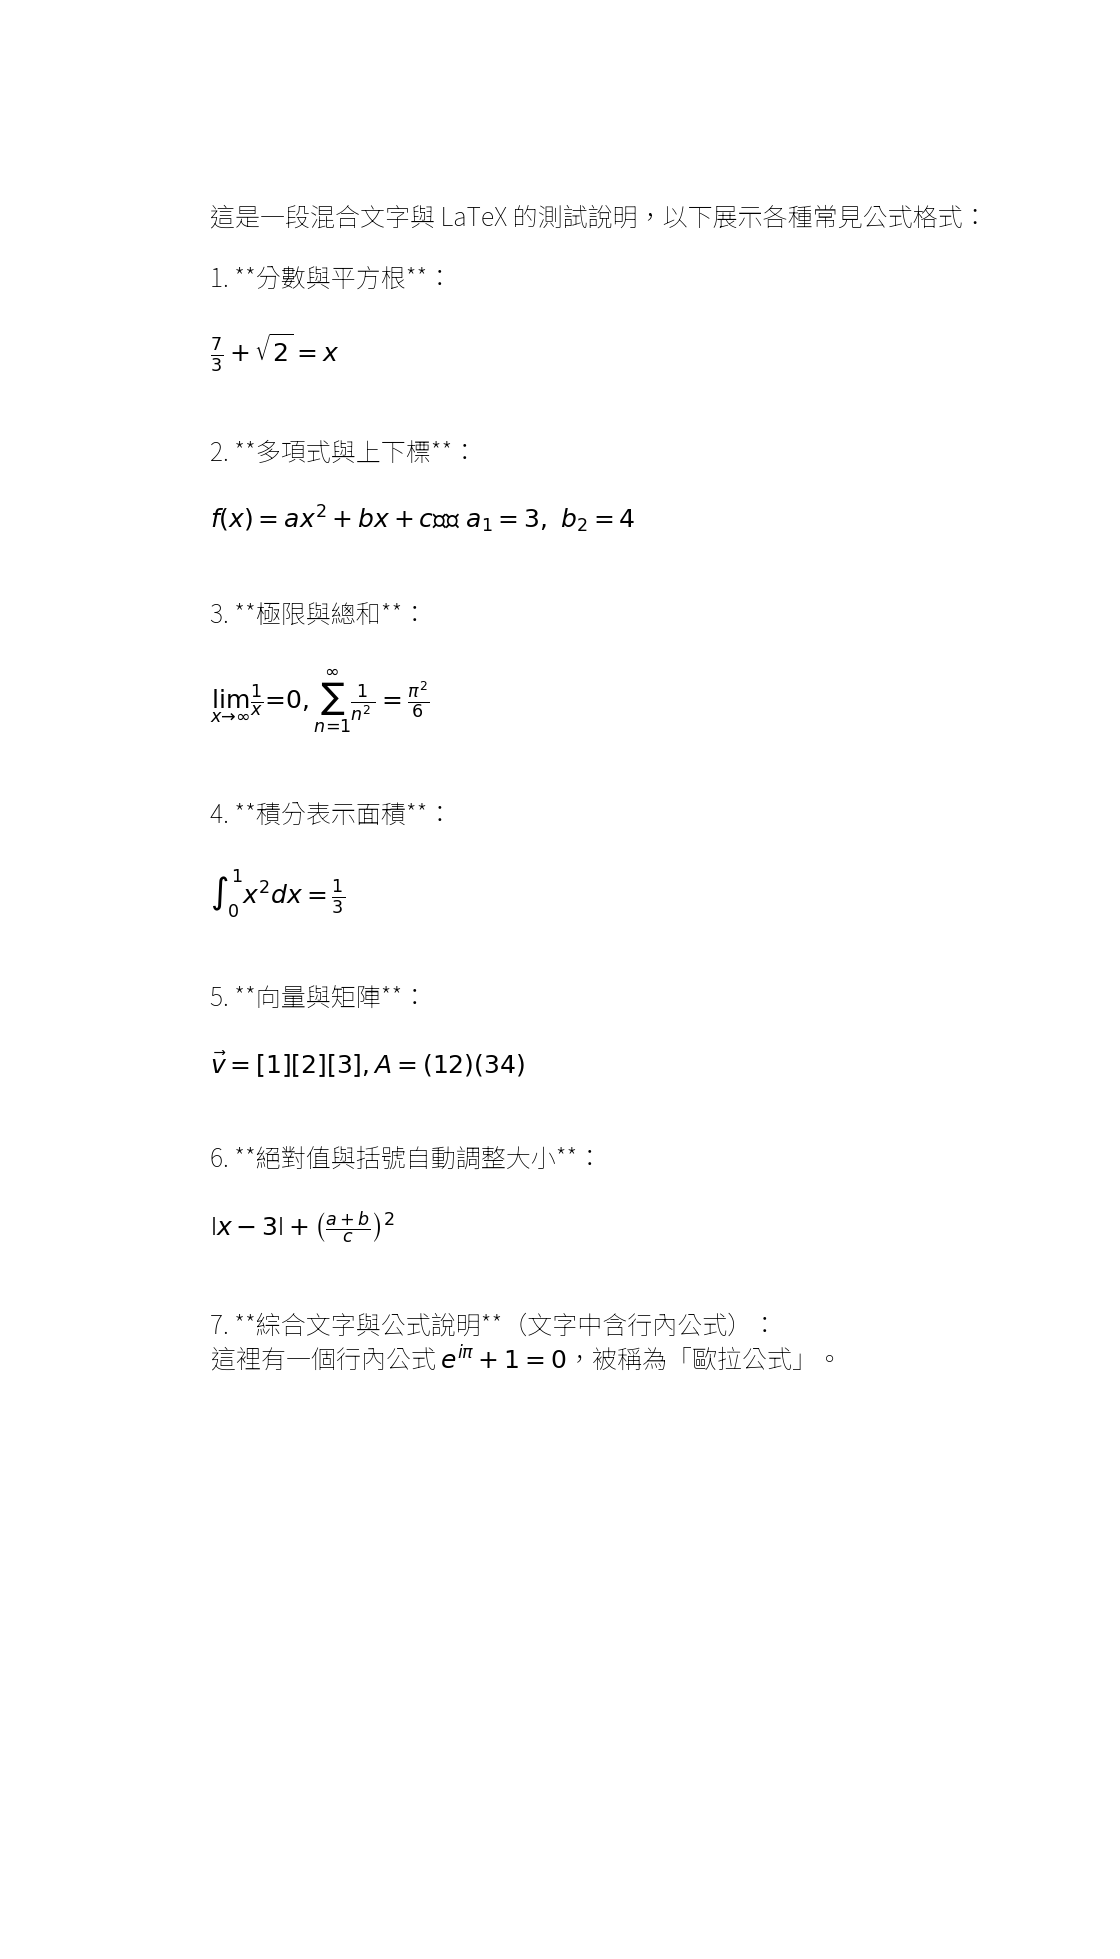 這是一段混合文字與 LaTeX 的測試說明，以下展示各種常見公式格式：
1. **分數與平方根**：
$\frac{7}{3} + \sqrt{2} = x$
2. **多項式與上下標**：
$f(x) = ax^2 + bx + c$ $a_1 = 3,\ b_2 = 4$
3. **極限與總和**：
$\lim_{x \to \infty} \frac{1}{x} = 0, \sum_{n=1}^{\infty} \frac{1}{n^2} = \frac{\pi^2}{6}$
4. **積分表示面積**：
$\int_0^1 x^2 dx = \frac{1}{3}$
5. **向量與矩陣**：
$\vec{v} = [1][2][3], A = (12)(34)$
6. **絕對值與括號自動調整大小**：
$|x - 3| + \left(\frac{a+b}{c}\right)^2$
7. **綜合文字與公式說明**（文字中含行內公式）：
這裡有一個行內公式 $e^{i\pi} + 1 = 0$，被稱為「歐拉公式」。